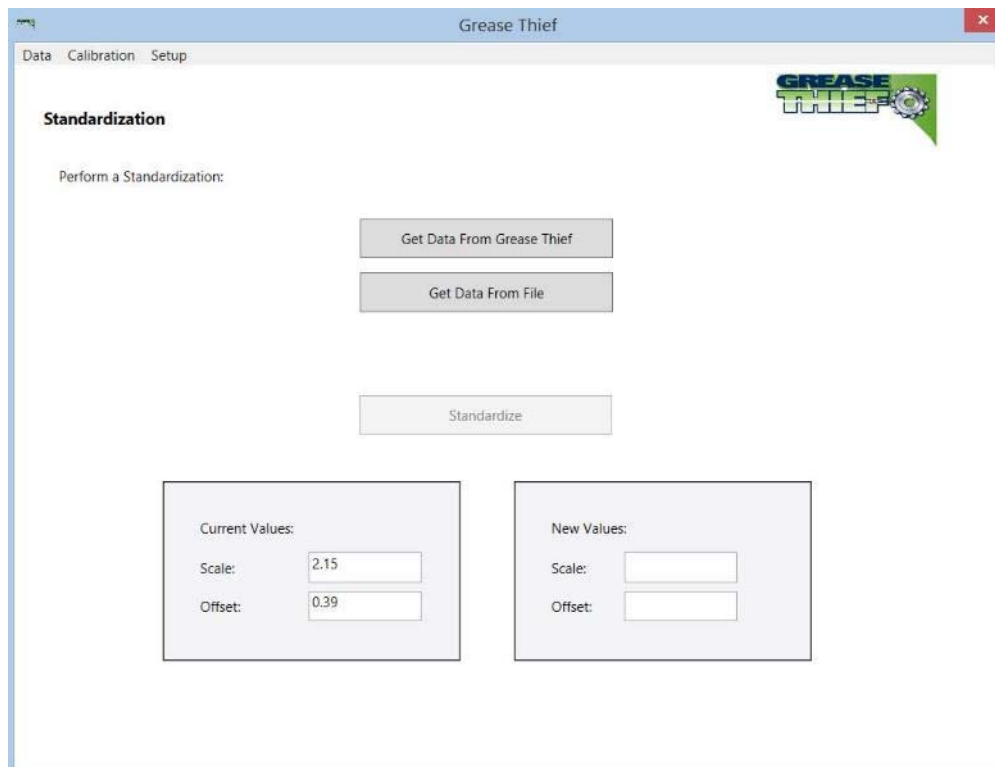 Grease Thief
Data Calibration Setup
GREASE
THIEF
Standardization
Perform a Standardization:
Get Data From Grease Thief
Get Data From File
Standardize
Current Values:
Scale: 2.15
Offset: 0.39
New Values:
Scale:
Offset: